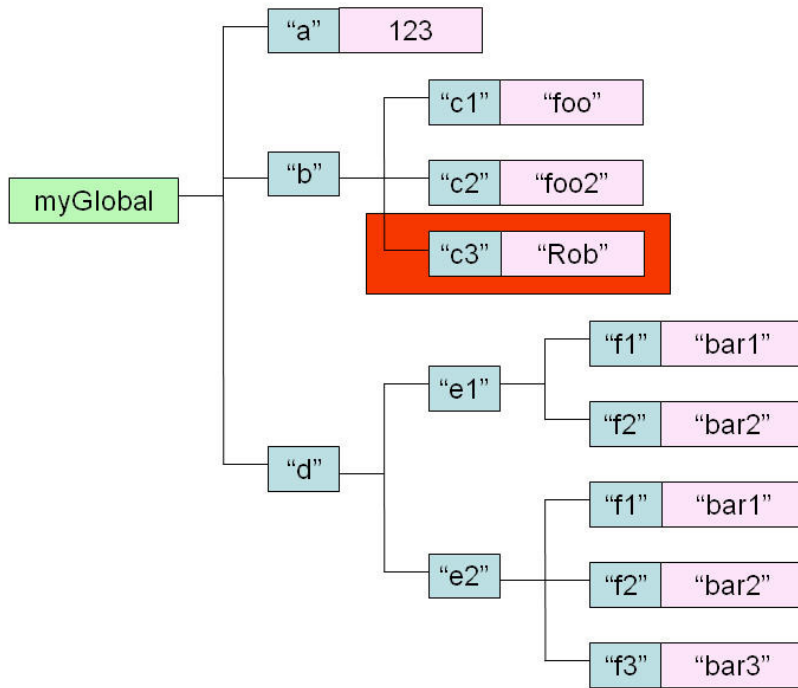 “a” 123
“c1” “foo”
“b”
“c2” “foo2”
myGlobal
“c3” “Rob”
“f1” “bar1”
“e1”
“f2” “bar2”
“d”
“f1” “bar1”
“e2”
“f2” “bar2”
“f3” “bar3”